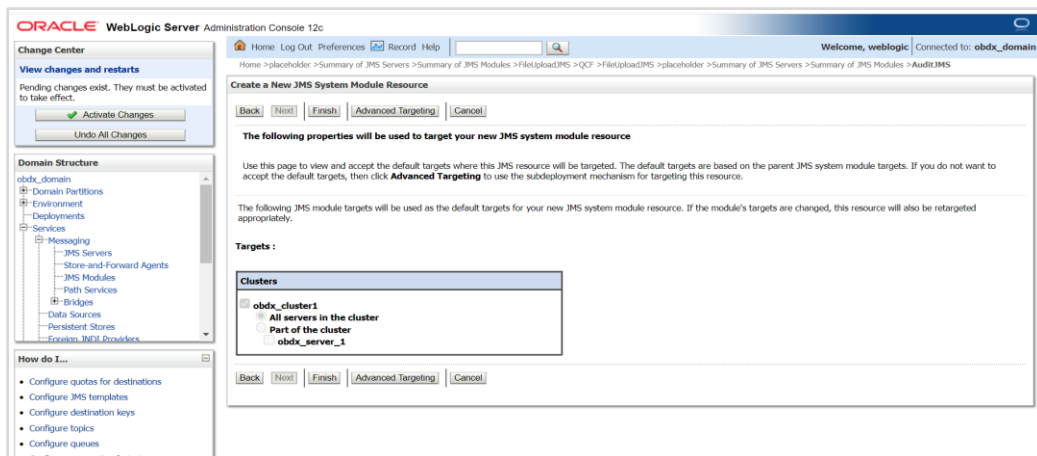 ORACLE WebLogic Server Administration Console 12c
Change Center
View changes and restarts
Pending changes exist. They must be activated
to take effect.
Activate Changes
Undo All Changes
Domain Structure
obdx_domain
Domain Partitions
Environment
Deployments
Services
Messaging
JMS Servers
Store-and-Forward Agents
JMS Modules
Path Services
Bridges
Data Sources
Persistent Stores
Foreign JNDI Providers
How do I...
Configure quotas for destinations
Configure JMS templates
Configure destination keys
Configure topics
Configure queues
Home Log Out Preferences Record Help
Welcome, weblogic Connected to: obdx_domain
Home >placeholder >Summary of JMS Servers >Summary of JMS Modules >FileUploadJMS >QCF >FileUploadJMS >placeholder >Summary of JMS Servers >Summary of JMS Modules >AuditJMS
Create a New JMS System Module Resource
Back Next Finish Advanced Targeting Cancel
The following properties will be used to target your new JMS system module resource
Use this page to view and accept the default targets where this JMS resource will be targeted. The default targets are based on the parent JMS system module targets. If you do not want to
accept the default targets, then click Advanced Targeting to use the subdeployment mechanism for targeting this resource.
The following JMS module targets will be used as the default targets for your new JMS system module resource. If the module's targets are changed, this resource will also be retargeted
appropriately.
Targets :
Clusters
obdx_cluster1
All servers in the cluster
Part of the cluster
obdx_server_1
Back Next Finish Advanced Targeting Cancel